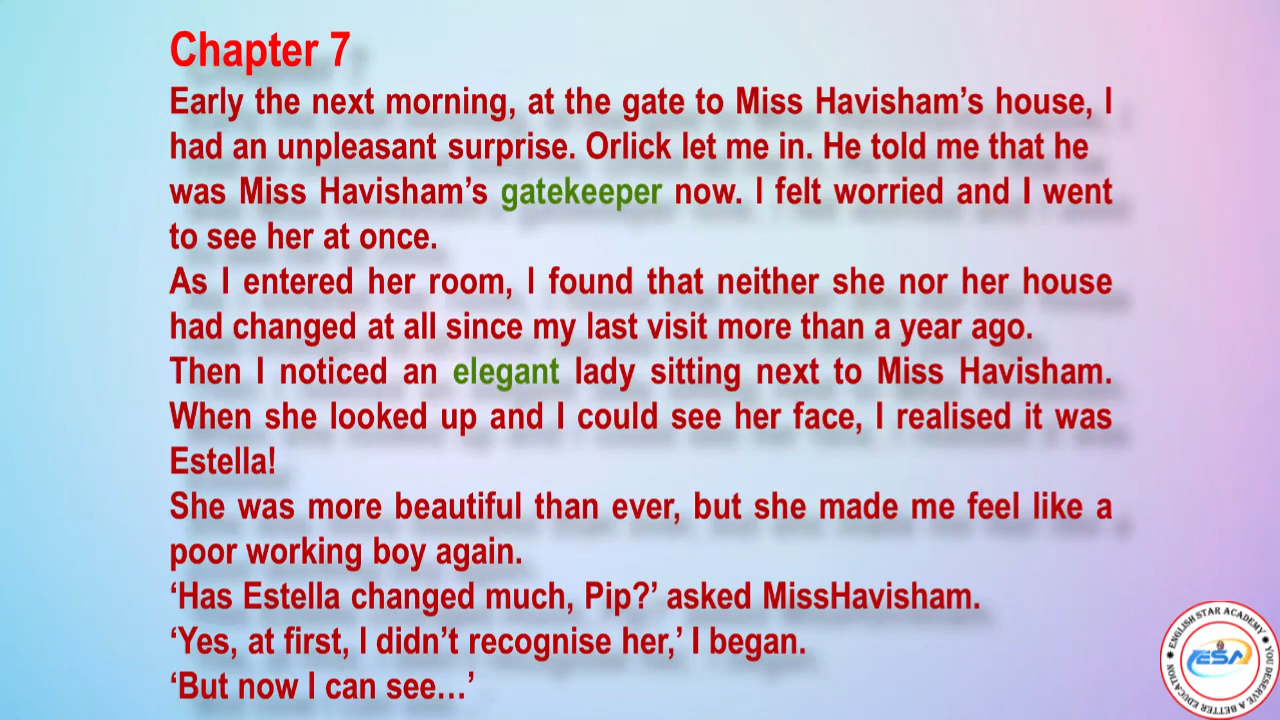 Chapter 7
Early the next morning, at the gate to Miss Havisham’s house, I
had an unpleasant surprise. Orlick let me in. He told me that he
was Miss Havisham’s gatekeeper now. I felt worried and I went
to see her at once.
As I entered her room, I found that neither she nor her house
had changed at all since my last visit more than a year ago.
Then I noticed an elegant lady sitting next to Miss Havisham.
When she looked up and I could see her face, I realised it was
Estella!
She was more beautiful than ever, but she made me feel like a
poor working boy again.
‘Has Estella changed much, Pip?’ asked MissHavisham.
‘Yes, at first, I didn’t recognise her,’ I began.
‘But now I can see…’
ENGLISH STAR ACADEMY
YOU DESERVE A BETTER EDUCATION
ESA